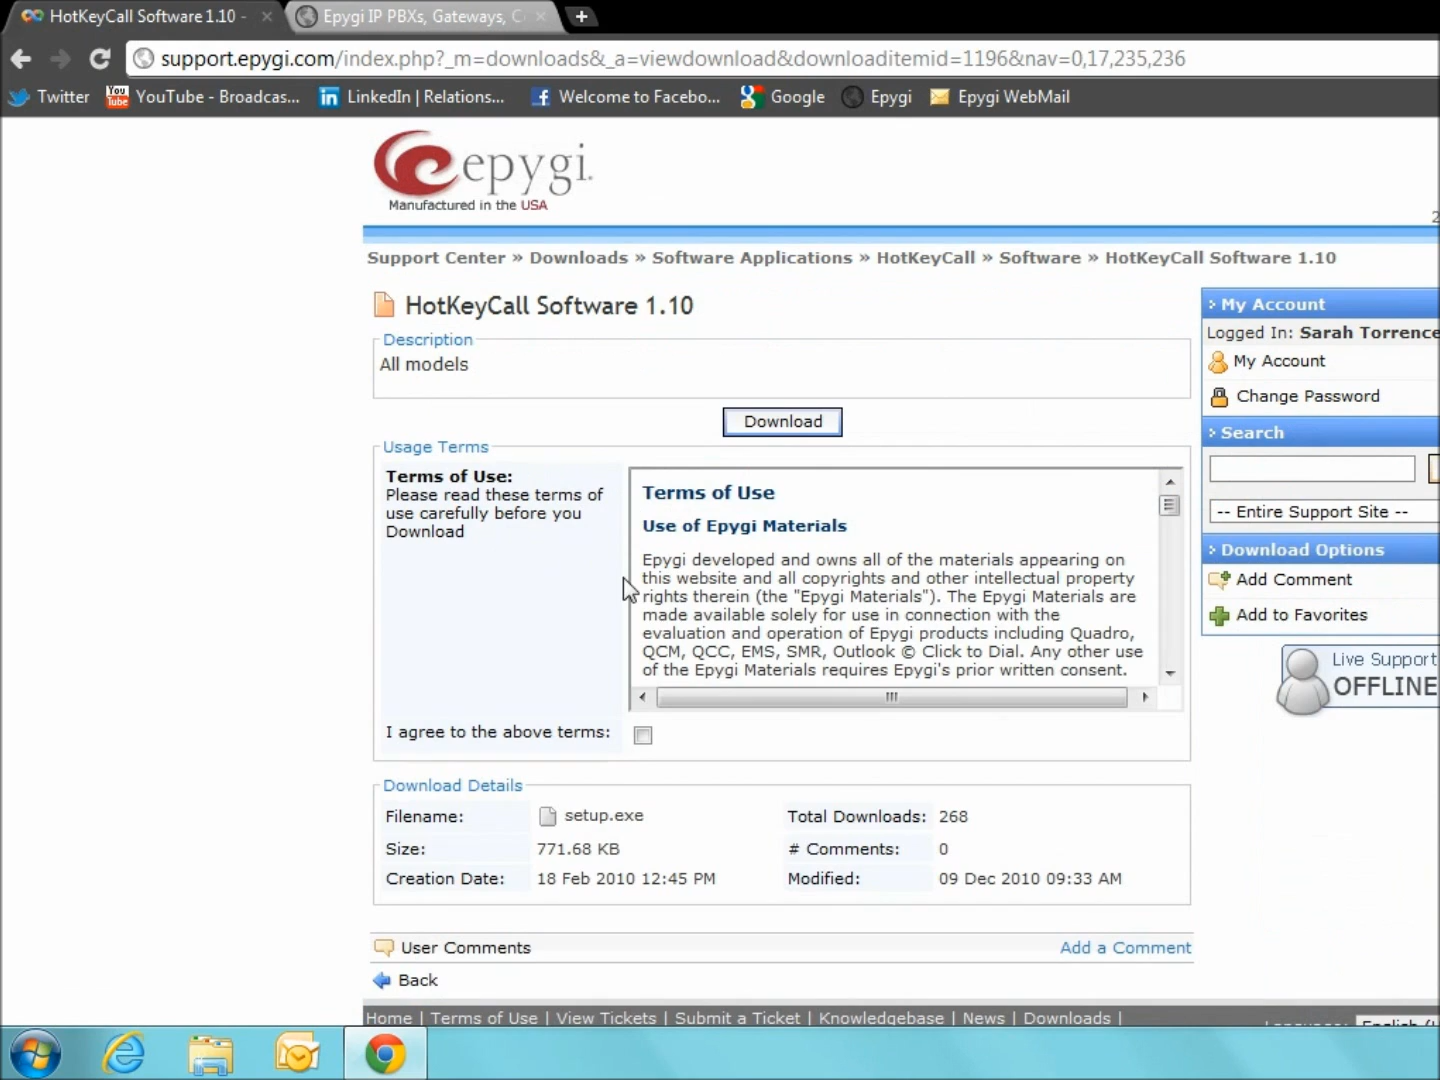 HotKeyCall Software 1.10 -
Epygi IP PBXs, Gateways, C
support.epygi.com/index.php?_m=downloads&_a=viewdownload&downloaditemid=1196&nav=0,17,235,236
Twitter
You Tube
YouTube - Broadcas...
in
LinkedIn | Relations...
Welcome to Facebo...
Google
Epygi
Epygi WebMail
epygi
Manufactured in the USA
2
Support Center » Downloads » Software Applications » HotKeyCall » Software » HotKeyCall Software 1.10
HotKeyCall Software 1.10
Description
All models
Download
Usage Terms
Terms of Use:
Please read these terms of
use carefully before you
Download
Terms of Use
Use of Epygi Materials
Epygi developed and owns all of the materials appearing on
this website and all copyrights and other intellectual property
rights therein (the "Epygi Materials"). The Epygi Materials are
made available solely for use in connection with the
evaluation and operation of Epygi products including Quadro,
QCM, QCC, EMS, SMR, Outlook © Click to Dial. Any other use
of the Epygi Materials requires Epygi's prior written consent.
I agree to the above terms:
Download Details
Filename: setup.exe
Total Downloads: 268
Size: 771.68 KB
# Comments: 0
Creation Date: 18 Feb 2010 12:45 PM
Modified: 09 Dec 2010 09:33 AM
User Comments
Add a Comment
Back
Home | Terms of Use | View Tickets | Submit a Ticket | Knowledgebase | News | Downloads |
My Account
Logged In: Sarah Torrence
My Account
Change Password
Search
-- Entire Support Site --
Download Options
Add Comment
Add to Favorites
Live Support
OFFLINE